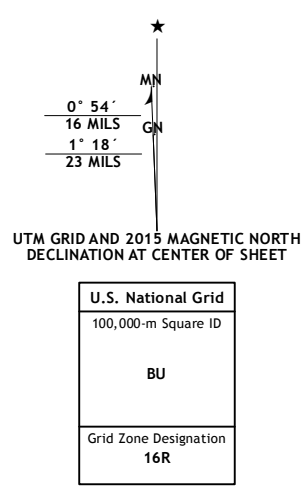 MN
0° 54´
16 MILS
GN
1° 18´
23 MILS
UTM GRID AND 2015 MAGNETIC NORTH
DECLINATION AT CENTER OF SHEET
U.S. National Grid
100,000-m Square ID
BU
Grid Zone Designation
16R